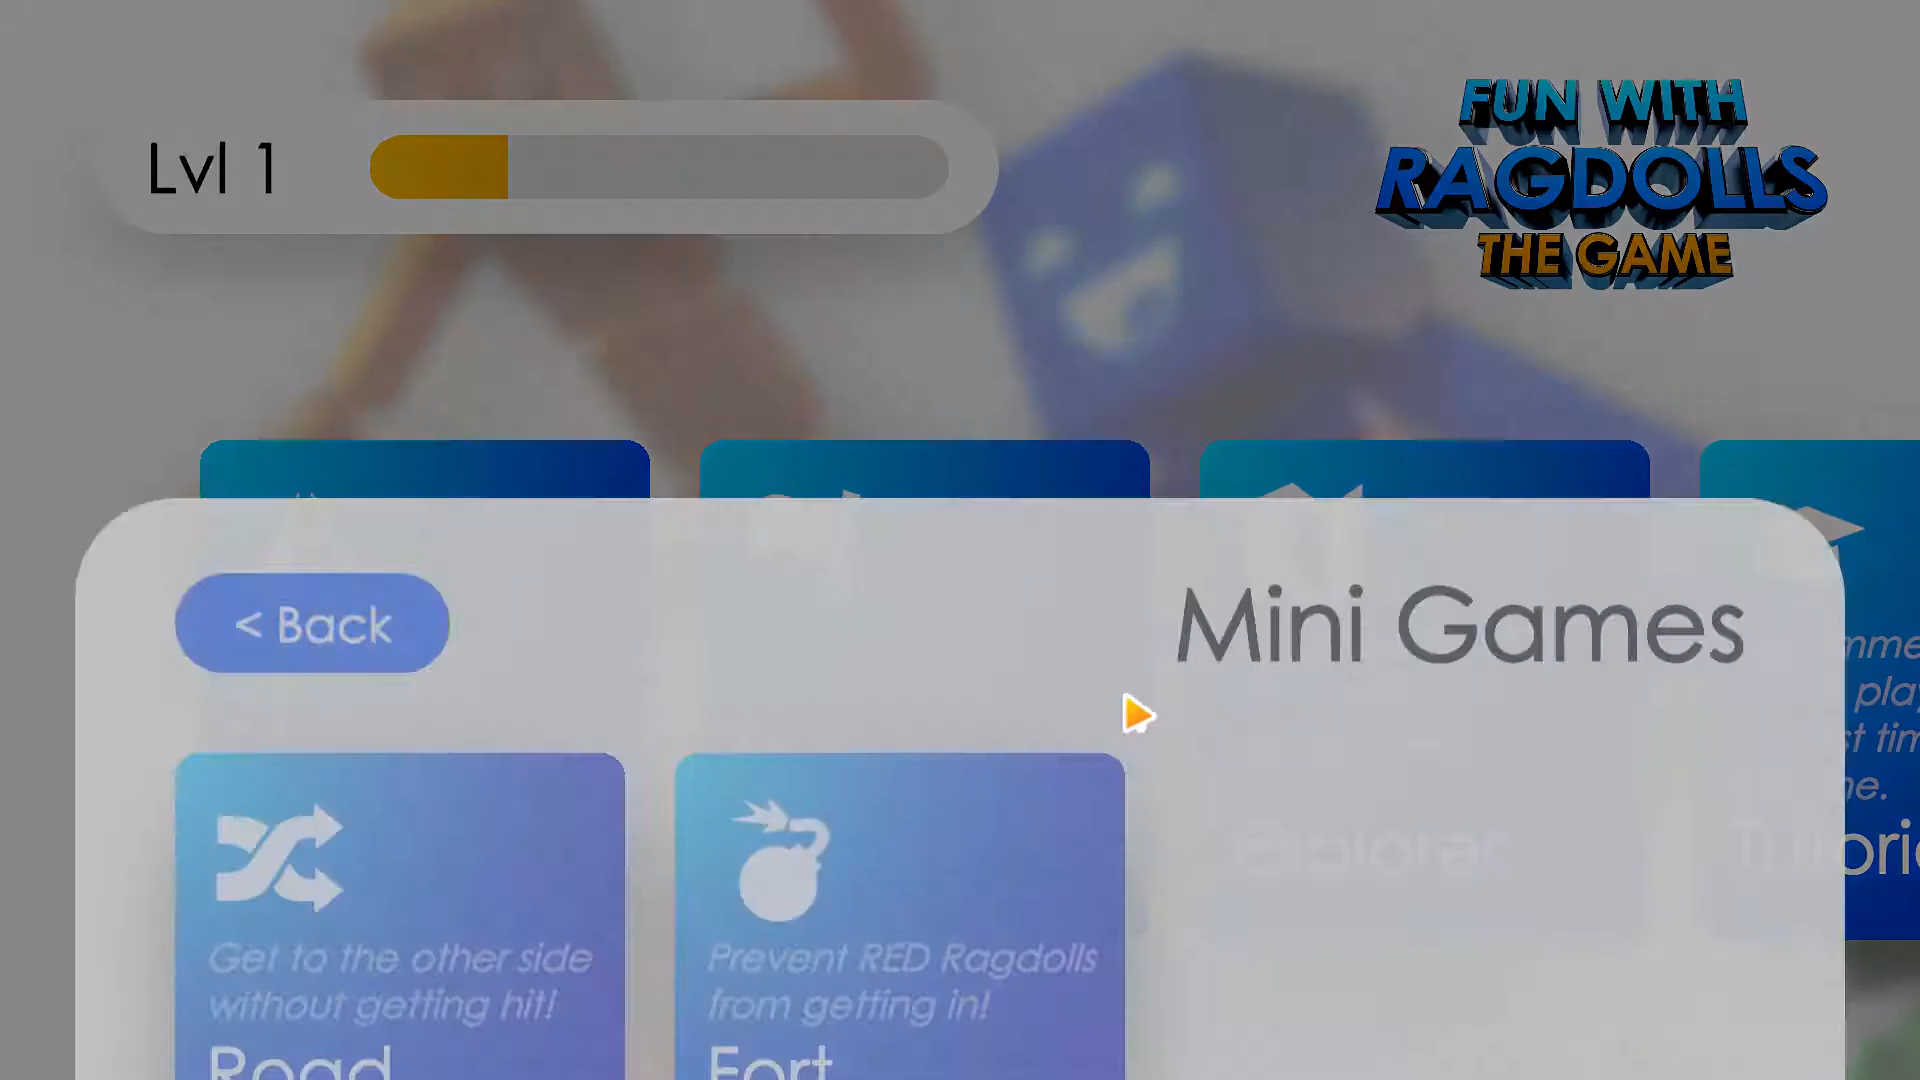 Lvl 1
FUN WITH
RAGDOLLS
THE GAME
< Back
Mini Games
Get to the other side
without getting hit!
Road
Prevent RED Ragdolls
from getting in!
Fort